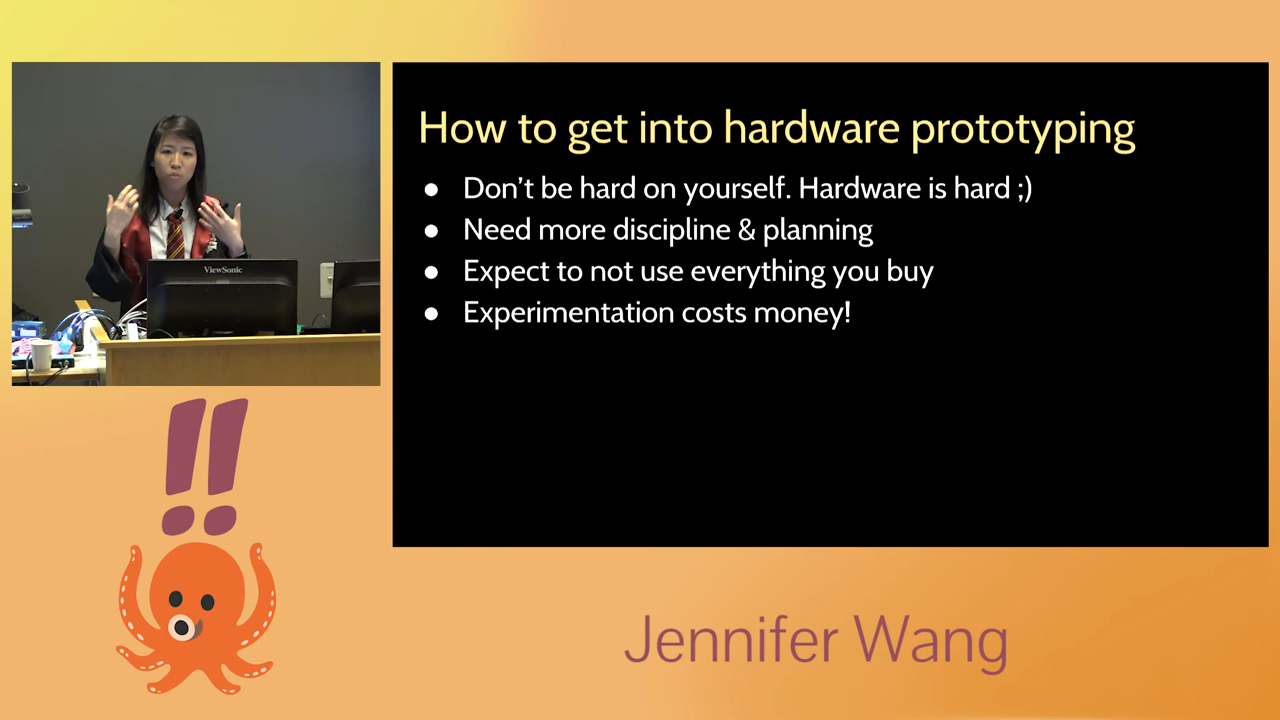 ViewSonic
How to get into hardware prototyping
● Don't be hard on yourself. Hardware is hard ;)
● Need more discipline & planning
● Expect to not use everything you buy
● Experimentation costs money!
!!
Jennifer Wang